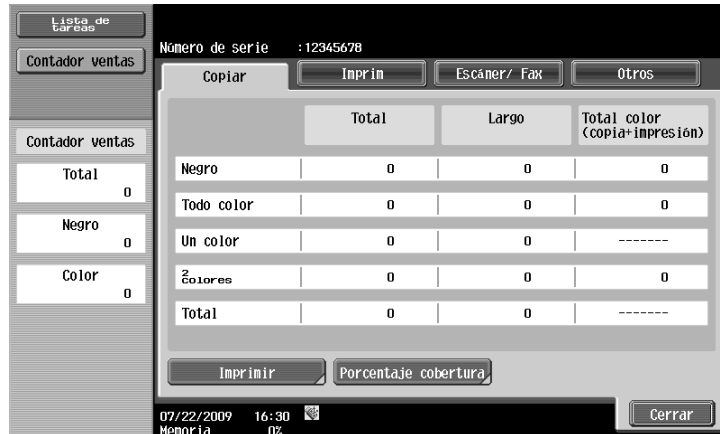 Lista de
tareas
Contador ventas
Número de serie :12345678
Copiar Imprim Escáner/ Fax Otros
Contador ventas
Total
0
Negro
0
Color
0
Total Largo Total color
(copia+impresión)
Negro 0 0 0
Todo color 0 0 0
Un color 0 0 -------
2
colores 0 0 0
Total 0 0 -------
Imprimir Porcentaje cobertura
07/22/2009 16:30
Memoria 0%
Cerrar